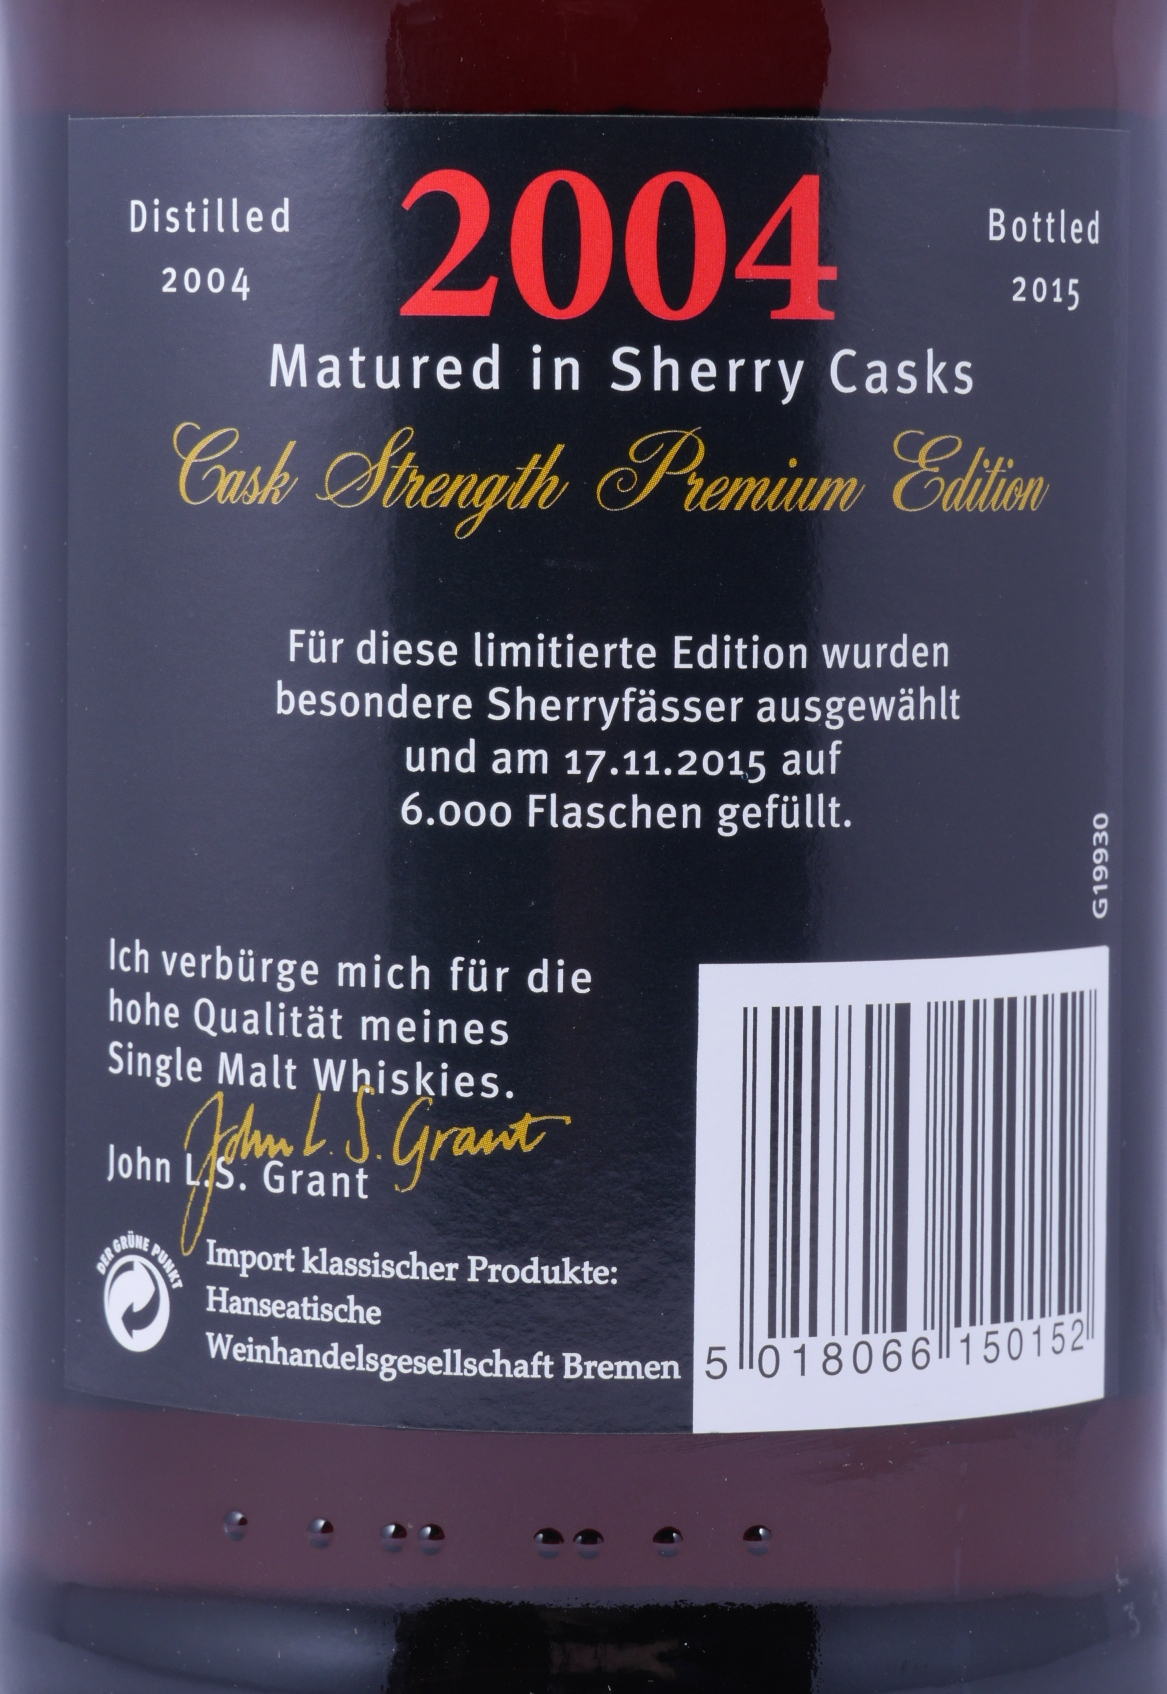 Distilled
2004
2004
Bottled
2015
Matured in Sherry Casks
Cask Strength Premium Edition
Für diese limitierte Edition wurden
besondere Sherryfässer ausgewählt
und am 17.11.2015 auf
6.000 Flaschen gefüllt.
G19930
Ich verbürge mich für die
hohe Qualität meines
Single Malt Whiskies.
John L. S. Grant
John L.S. Grant
DER GRÜNE PUNKT
Import klassischer Produkte:
Hanseatische
Weinhandelsgesellschaft Bremen
5 018066 150152